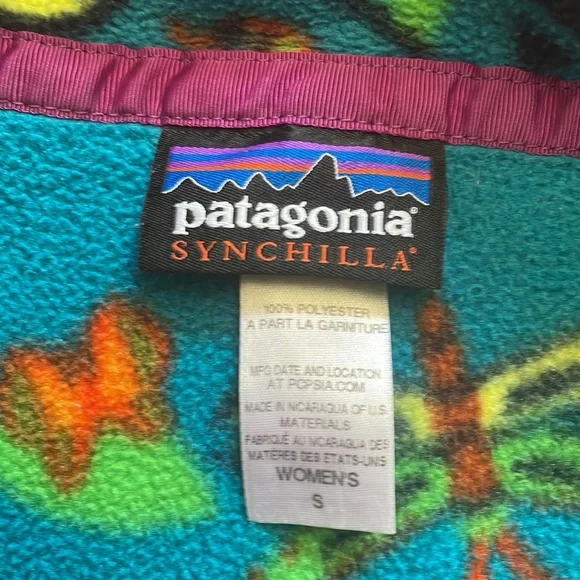 patagonia®
SYNCHILLA®
100% POLYESTER
A PART LA GARNITURE
MFG DATE AND LOCATION
AT PCPSIA.COM
MADE IN NICARAGUA OF U.S.
MATERIALS
FABRIQUÉ AU NICARAGUA DES
MATIÈRES DES ÉTATS-UNIS
WOMEN'S
S